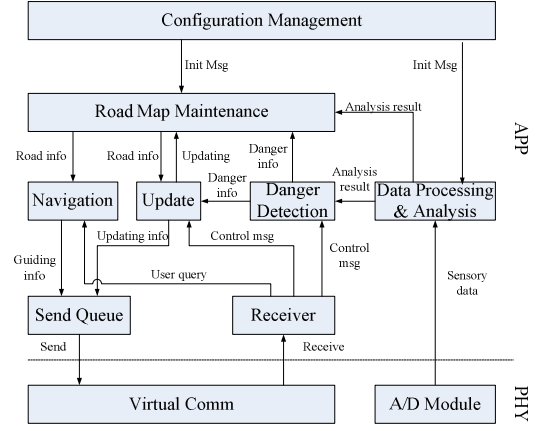 Configuration Management
Init Msg
Init Msg
Road Map Maintenance
Analysis result
APP
Road info
Road info
Updating
Danger
info
Danger
info
Analysis
result
Navigation
Update
Danger
Detection
Data Processing
& Analysis
Updating info
Control msg
Control
msg
Guiding
info
User query
Sensory
data
Send Queue
Receiver
Send
Receive
PHY
Virtual Comm
A/D Module